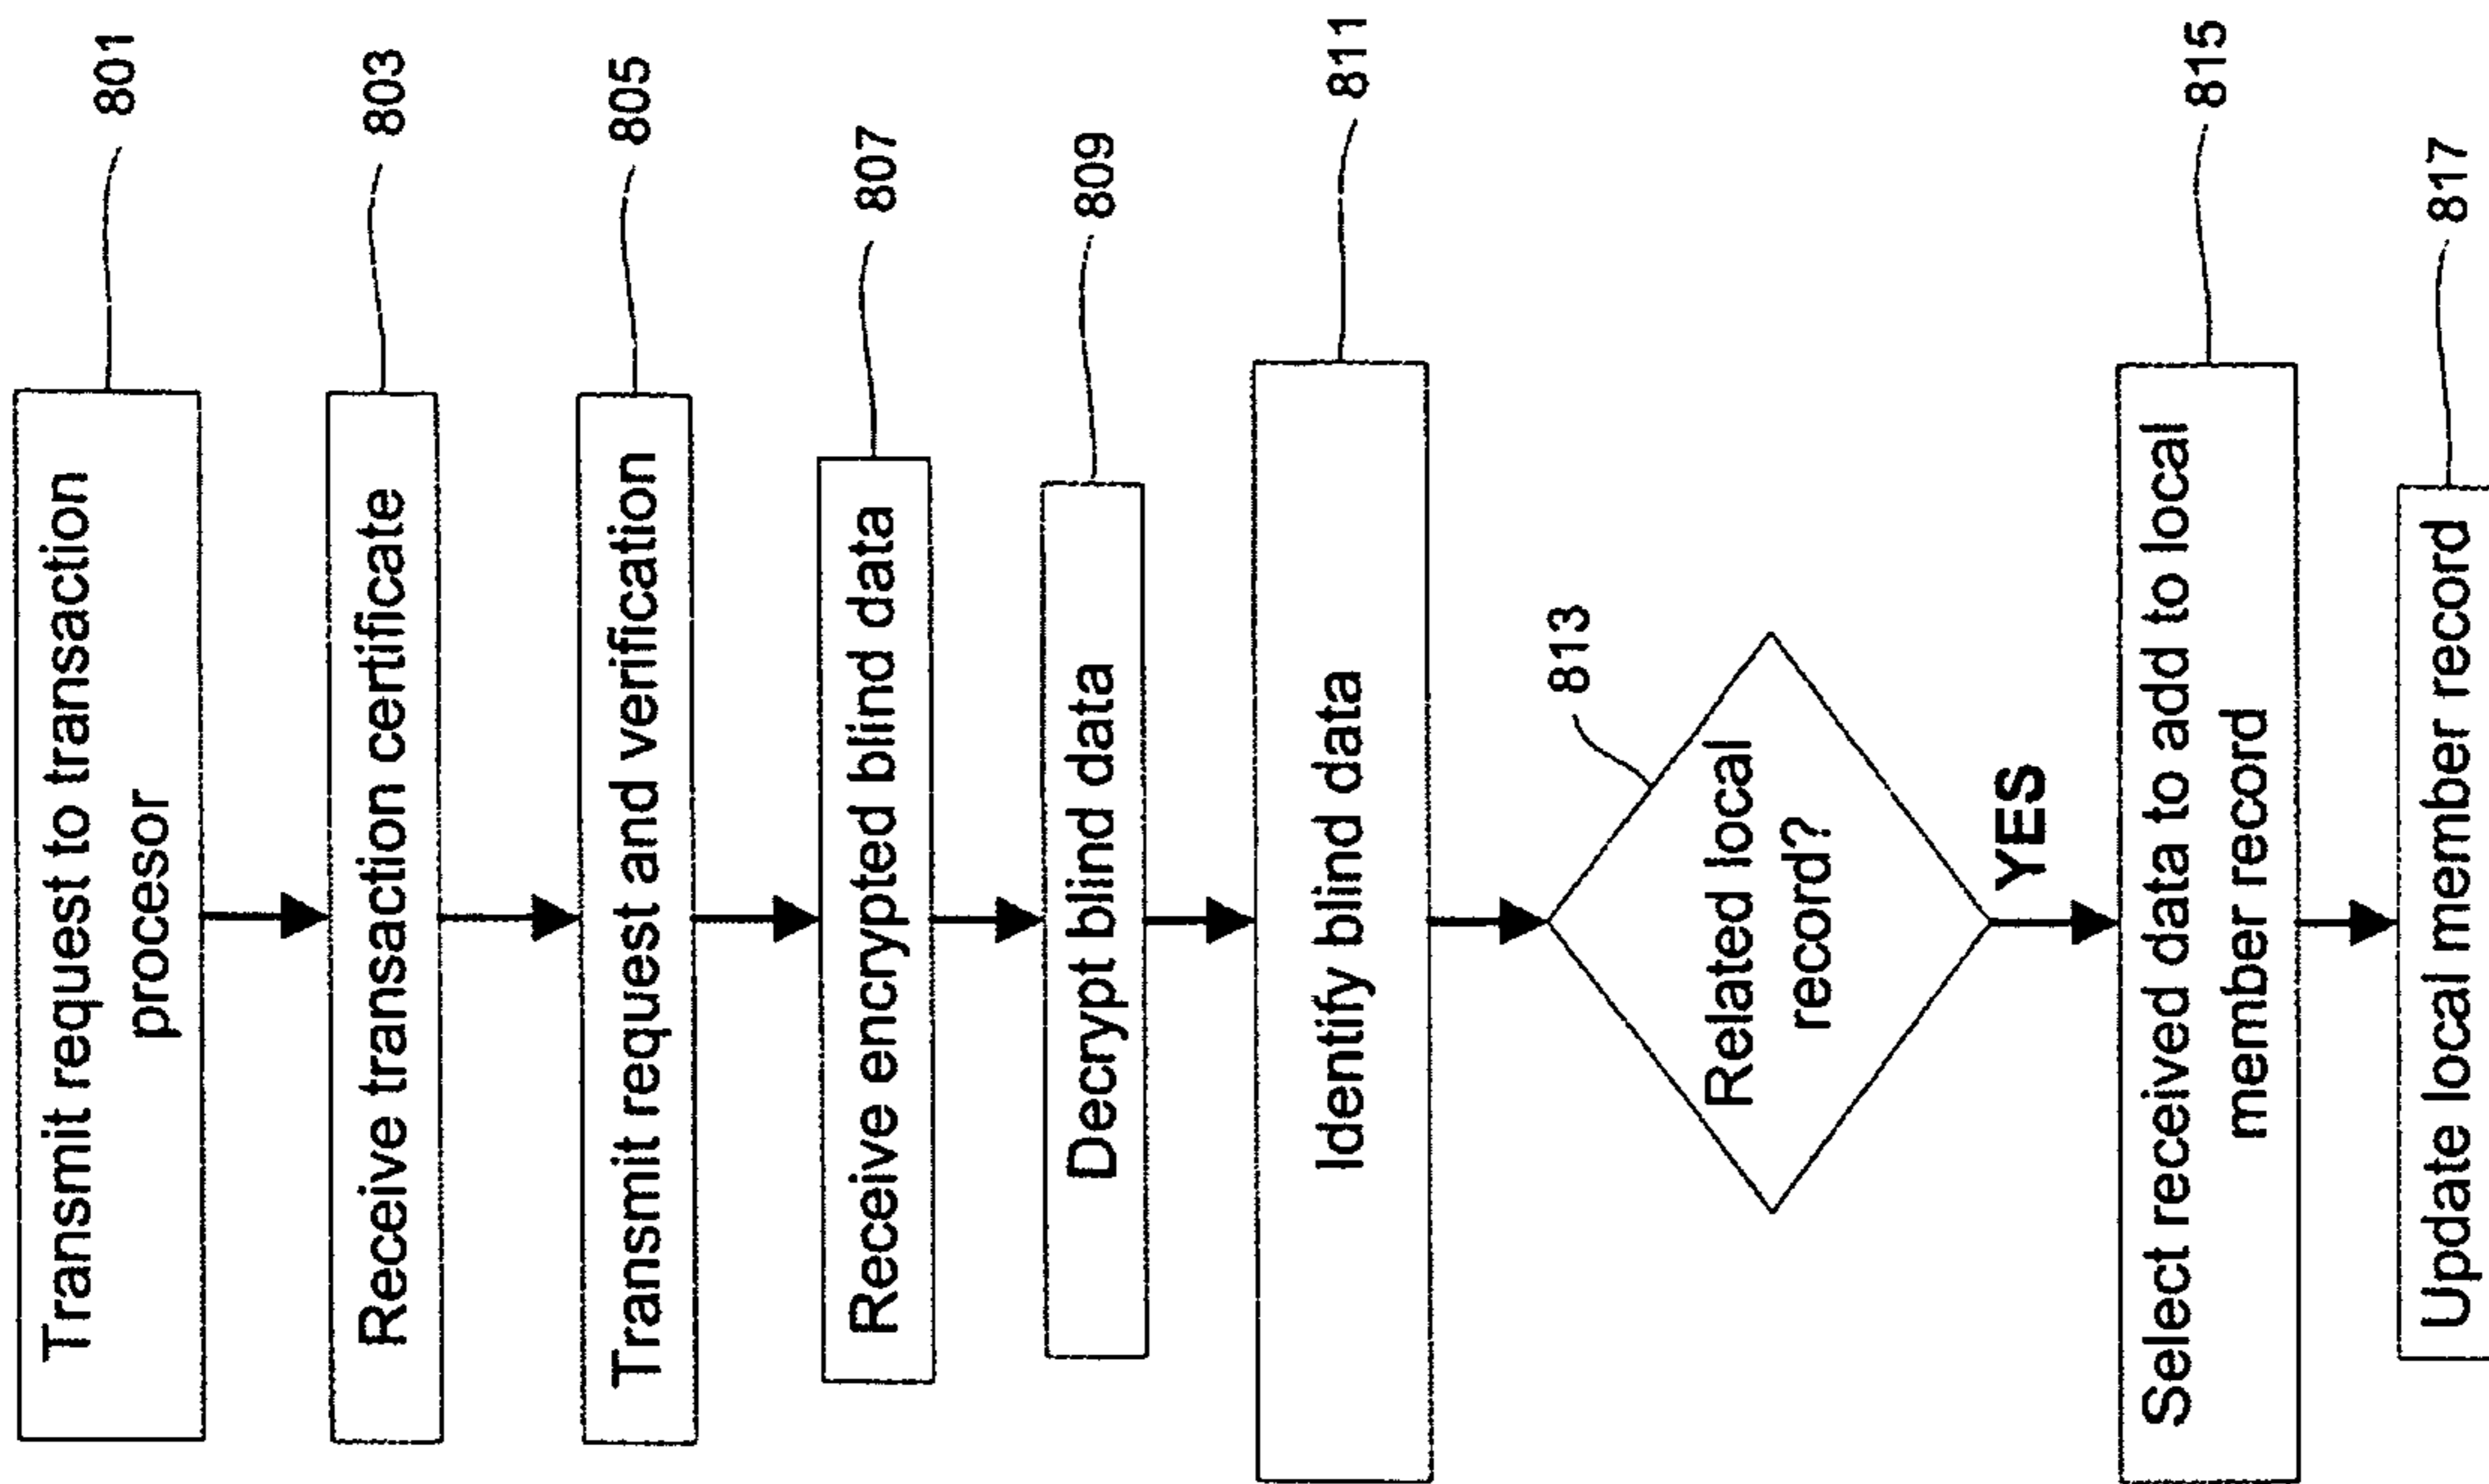 Transmit request to transaction
procesor
801
Receive transaction certificate
803
Transmit request and verification
805
Receive encrypted blind data
807
Decrypt blind data
809
Identify blind data
811
Related local
record?
813
YES
Select received data to add to local
member record
815
Update local member record
817